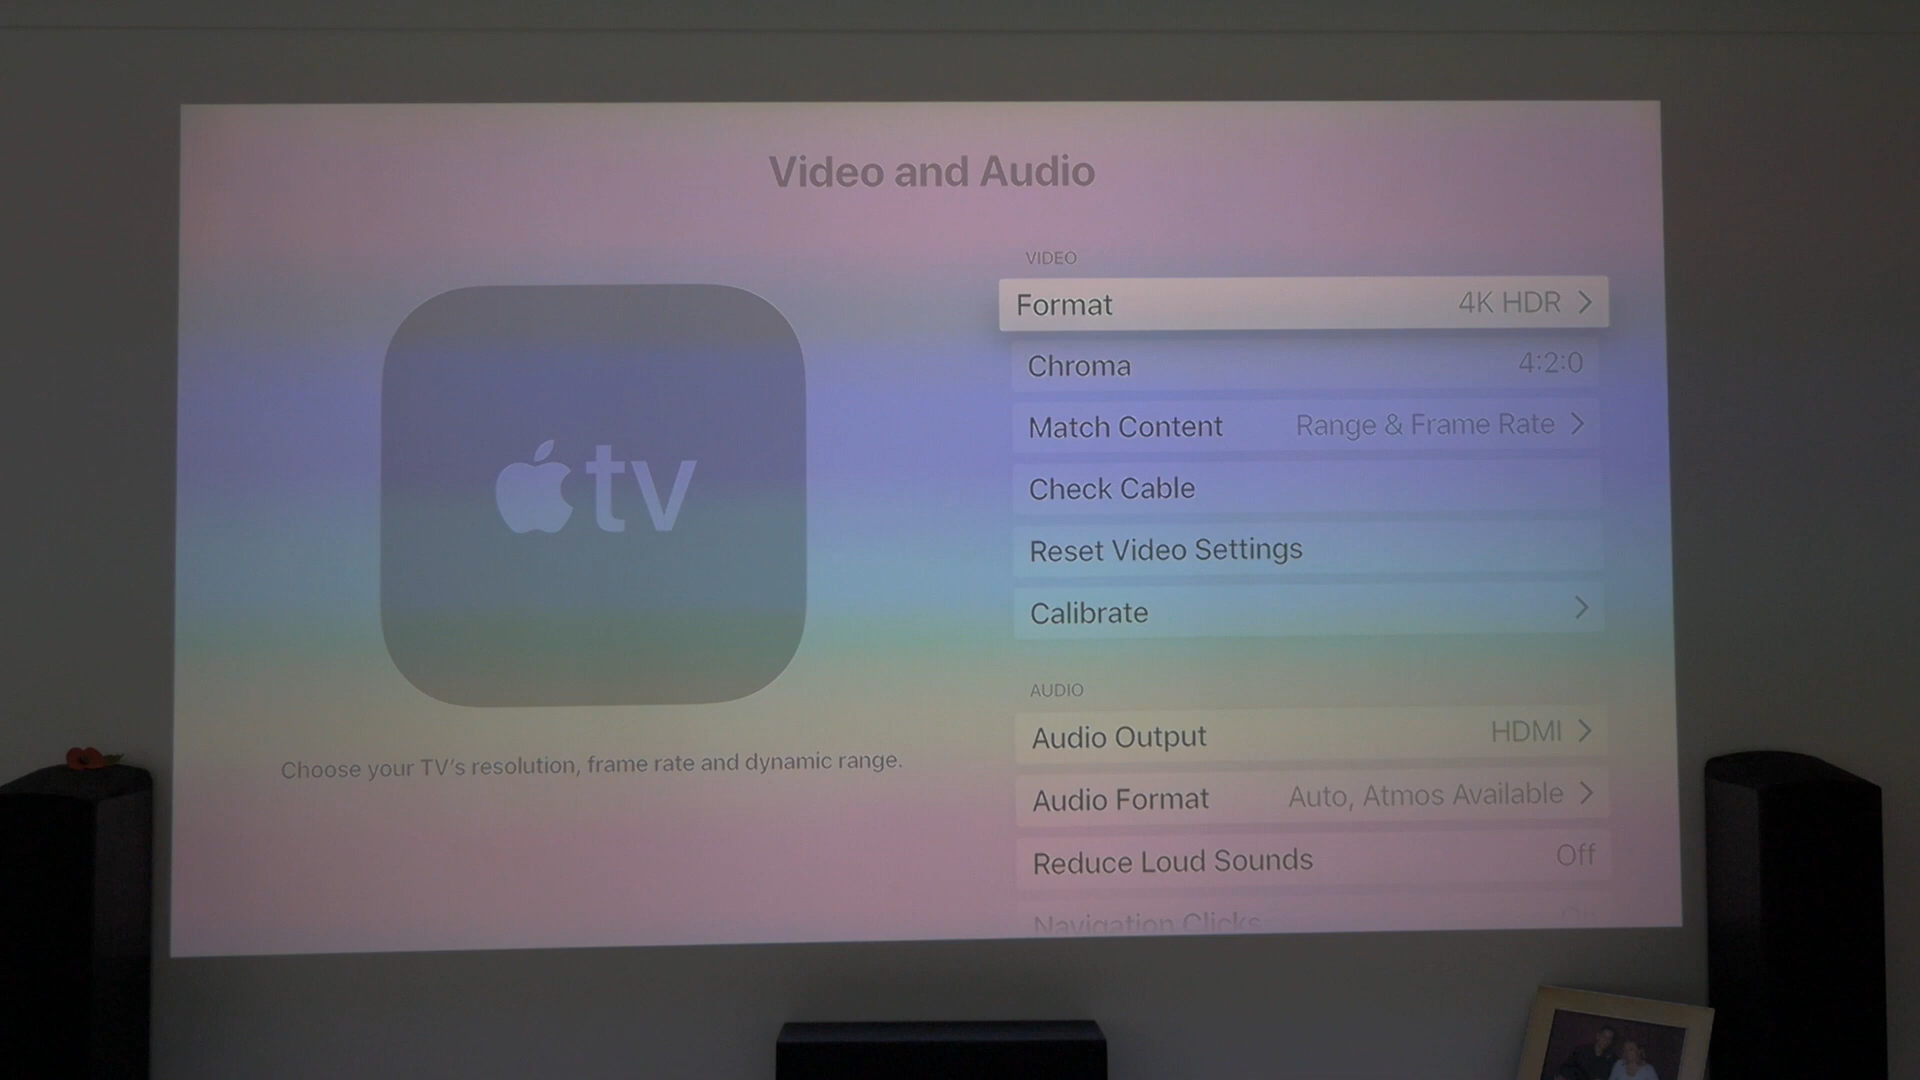 Video and Audio
VIDEO
Format 4K HDR
Chroma 4:2:0
Match Content Range & Frame Rate
Check Cable
Reset Video Settings
Calibrate
tv
Choose your TV's resolution, frame rate and dynamic range.
AUDIO
Audio Output HDMI
Audio Format Auto, Atmos Available
Reduce Loud Sounds Off
Navigation Clicks